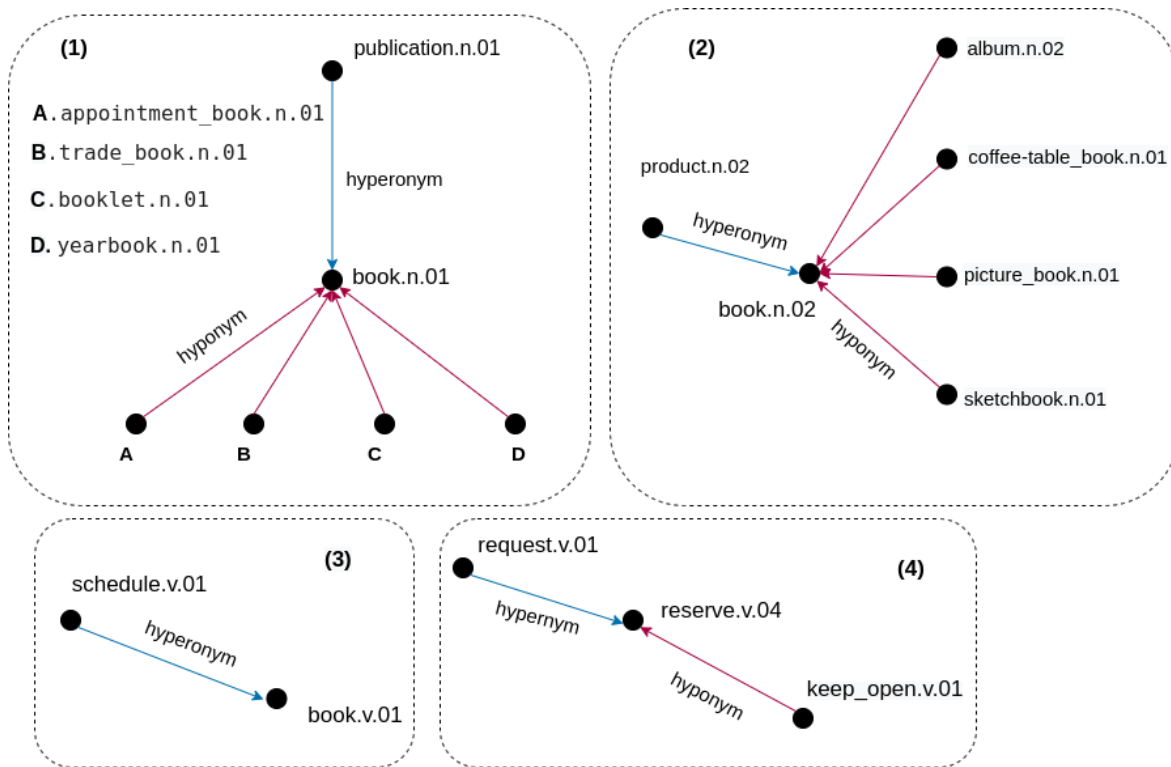 (1)
publication.n.01
A.appointment_book.n.01
B.trade_book.n.01
C.booklet.n.01
D. yearbook.n.01
hyperonym
book.n.01
hyponym
A
B
C
D
(2)
album.n.02
coffee-table_book.n.01
product.n.02
hyperonym
picture_book.n.01
book.n.02
hyponym
sketchbook.n.01
(3)
schedule.v.01
hyperonym
book.v.01
(4)
request.v.01
hypernym
reserve.v.04
hyponym
keep_open.v.01